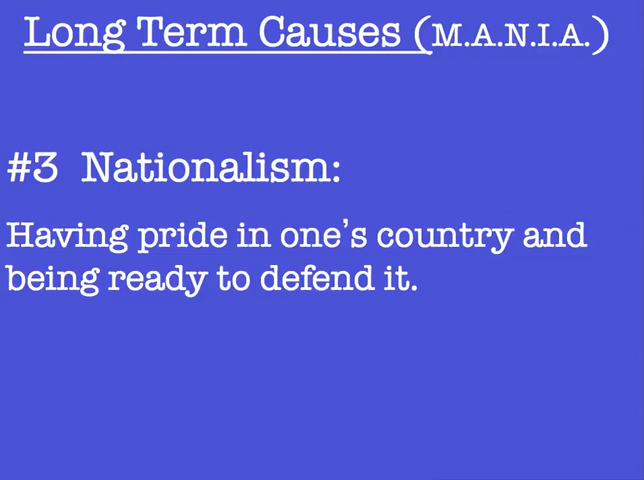 Long Term Causes (M.A.N.I.A.)
#3 Nationalism:
Having pride in one's country and
being ready to defend it.